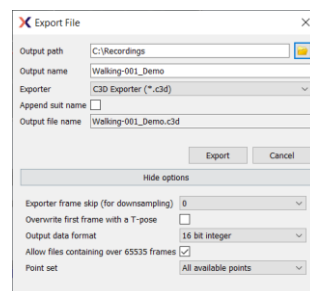 Export File
Output path C:\Recordings
Output name Walking-001_Demo
Exporter C3D Exporter (*.c3d)
Append suit name
Output file name Walking-001_Demo.c3d
Export Cancel
Hide options
Exporter frame skip (for downsampling) 0
Overwrite first frame with a T-pose
Output data format 16 bit integer
Allow files containing over 65535 frames
Point set All available points